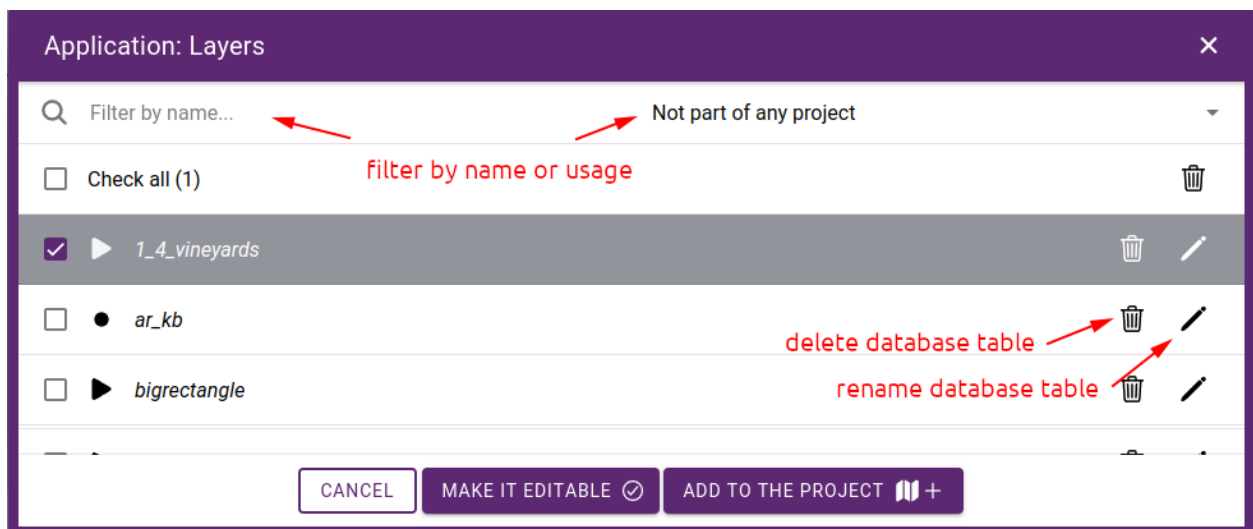 Application: Layers
Filter by name...
Not part of any project
filter by name or usage
Check all (1)
1_4_vineyards
ar_kb
delete database table
bigrectangle
rename database table
CANCEL
MAKE IT EDITABLE
ADD TO THE PROJECT